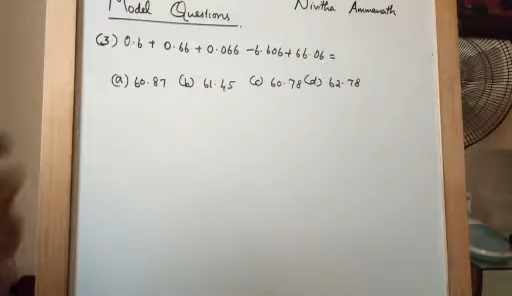 Model Questions. Nivtha Ammanath
(3) 0.6 + 0.66 + 0.066 - 6.606 + 66.06 =
(a) 60.87 (b) 61.45 (c) 60.78 (d) 62.78